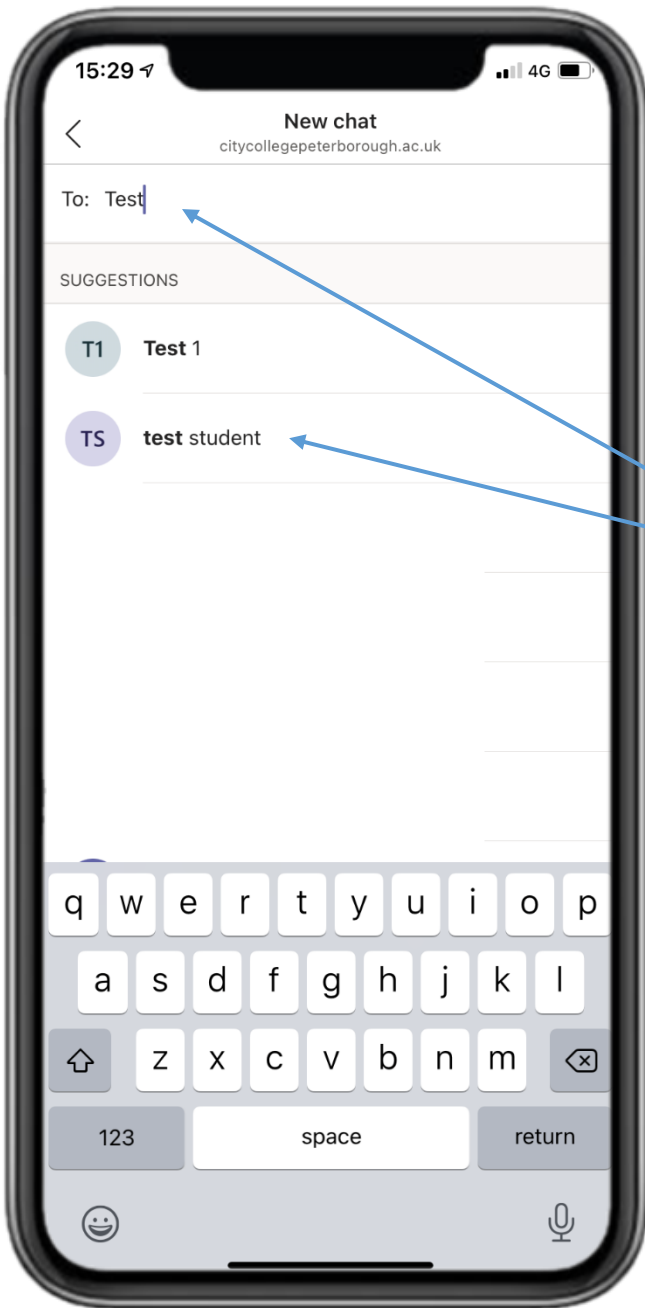 15:29 4G
New chat
citycollegepeterborough.ac.uk
To: Test
SUGGESTIONS
T1 Test 1
TS test student
q w e r t y u i o p
a s d f g h j k l
z x c v b n m
123 space return